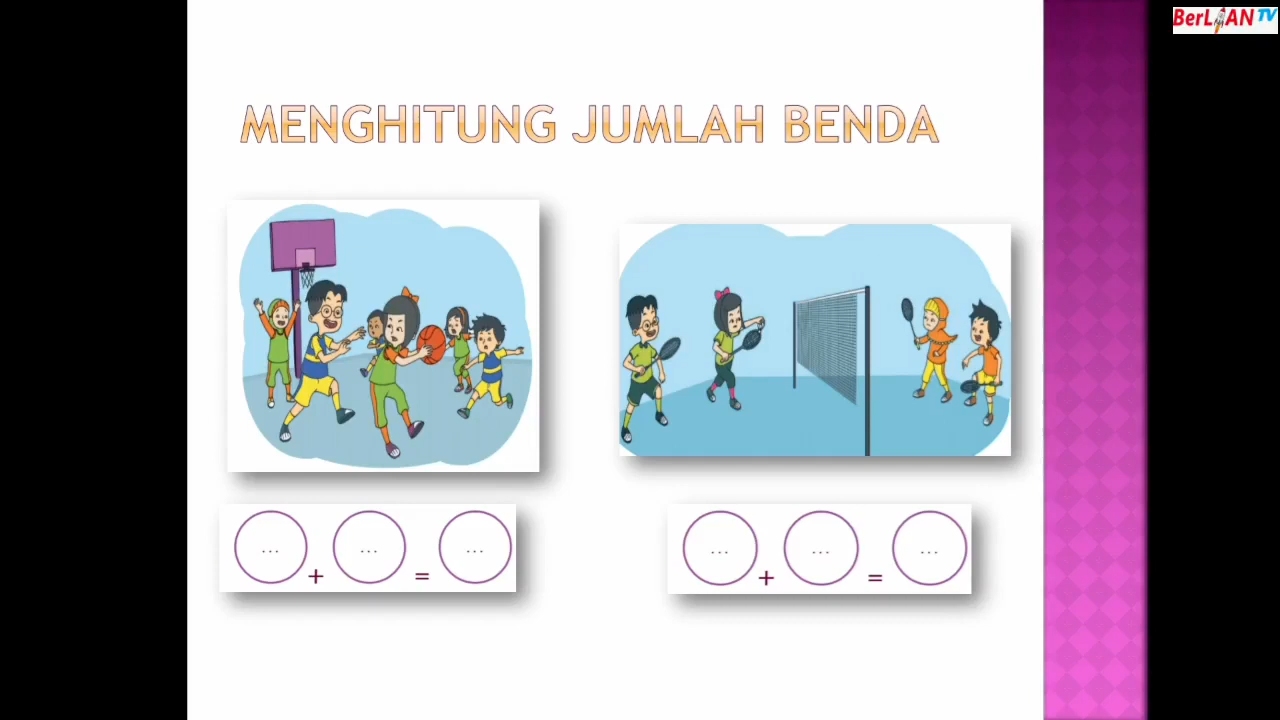 BerLiAN TV
MENGHITUNG JUMLAH BENDA
... + ... = ...
... + ... = ...